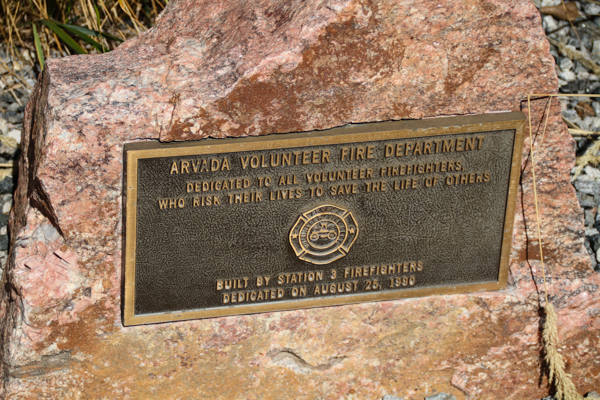 ARVADA VOLUNTEER FIRE DEPARTMENT
DEDICATED TO ALL VOLUNTEER FIREFIGHTERS
WHO RISK THEIR LIVES TO SAVE THE LIFE OF OTHERS
BUILT BY STATION 3 FIREFIGHTERS
DEDICATED ON AUGUST 25, 1990